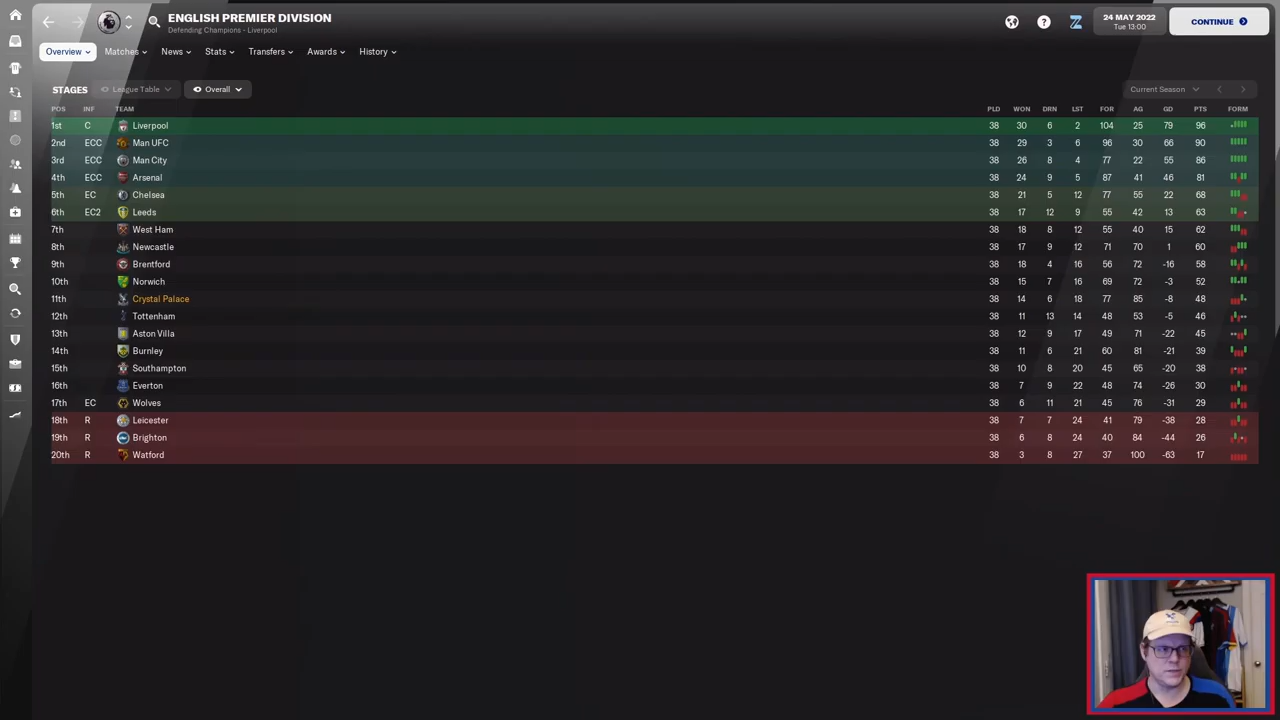 ENGLISH PREMIER DIVISION
Defending Champions - Liverpool
24 MAY 2022
Tue 13:00
CONTINUE
Overview Matches News Stats Transfers Awards History
STAGES League Table Overall Current Season
POS INF TEAM PLD WON DRN LST FOR AG GD PTS FORM
1st C Liverpool 38 30 6 2 104 25 79 96
2nd ECC Man UFC 38 29 3 6 96 30 66 90
3rd ECC Man City 38 26 8 4 77 22 55 86
4th ECC Arsenal 38 24 9 5 87 41 46 81
5th EC Chelsea 38 21 5 12 77 55 22 68
6th EC2 Leeds 38 17 12 9 55 42 13 63
7th West Ham 38 18 8 12 55 40 15 62
8th Newcastle 38 17 9 12 71 70 1 60
9th Brentford 38 18 4 16 56 72 -16 58
10th Norwich 38 15 7 16 69 72 -3 52
11th Crystal Palace 38 14 6 18 77 85 -8 48
12th Tottenham 38 11 13 14 48 53 -5 46
13th Aston Villa 38 12 9 17 49 71 -22 45
14th Burnley 38 11 6 21 60 81 -21 39
15th Southampton 38 10 8 20 45 65 -20 38
16th Everton 38 7 9 22 48 74 -26 30
17th EC Wolves 38 6 11 21 45 76 -31 29
18th R Leicester 38 7 7 24 41 79 -38 28
19th R Brighton 38 6 8 24 40 84 -44 26
20th R Watford 38 3 8 27 37 100 -63 17